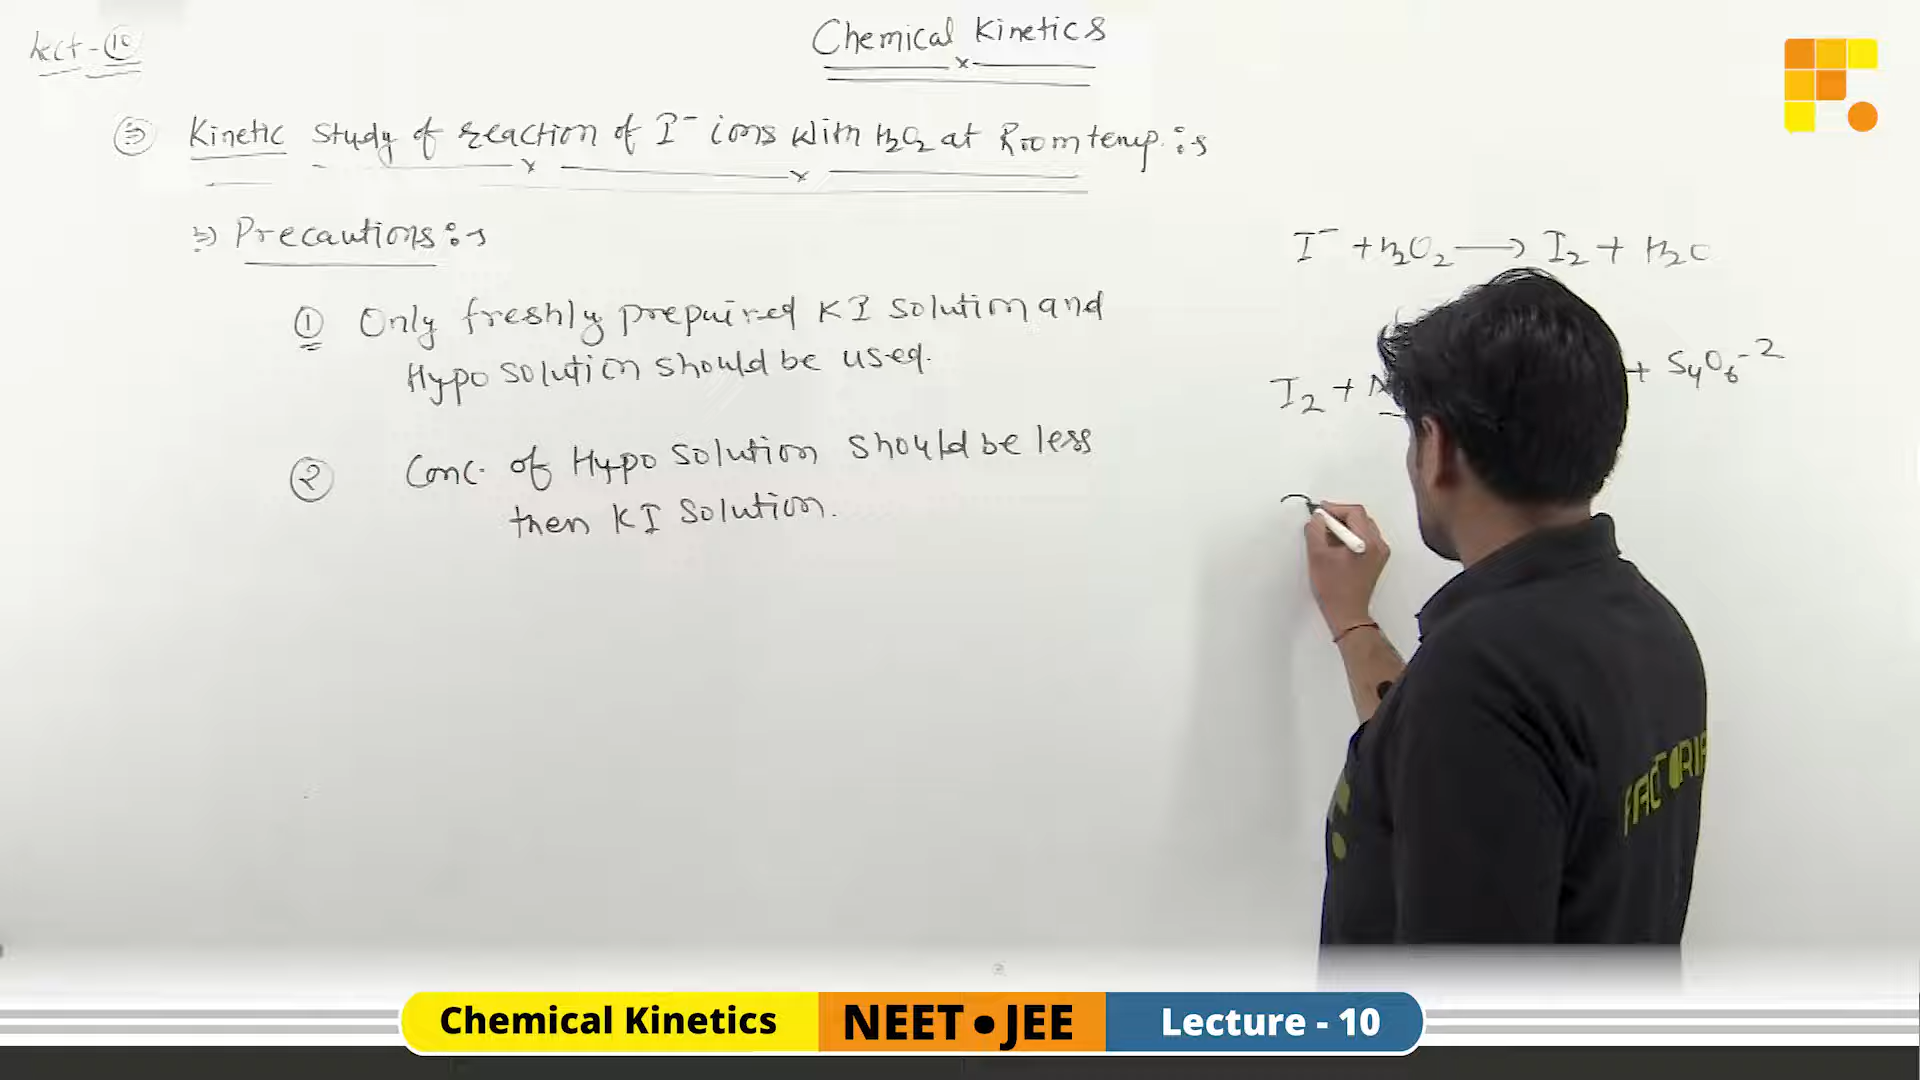 Lect-10
Chemical Kinetics
Kinetic Study of reaction of I⁻ ions with H₂O₂ at Room temp.:
Precautions:
① Only freshly prepaired KI solution and
Hypo solution should be used.
② Conc. of Hypo solution should be less
then KI solution.
I⁻ + H₂O₂ → I₂ + H₂O
I₂ +
+ S₄O₆⁻²
FACTORIA
Chemical Kinetics
NEET • JEE
Lecture - 10